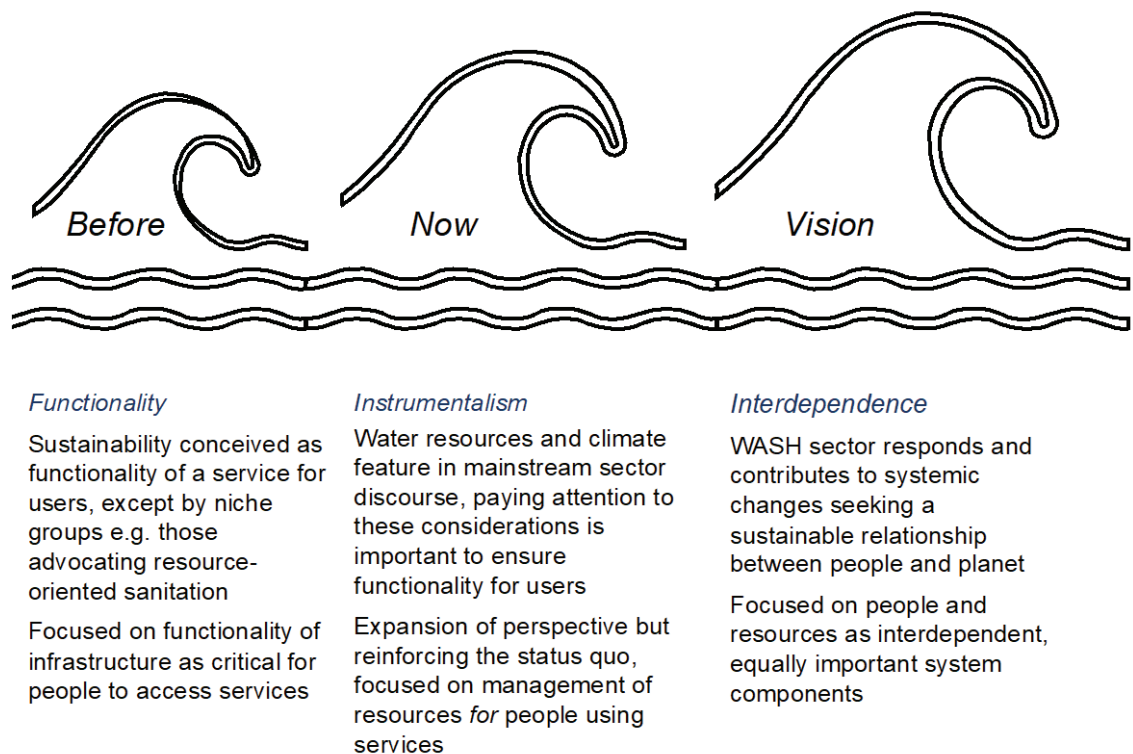 Before
Now
Vision
Functionality
Sustainability conceived as
functionality of a service for
users, except by niche
groups e.g. those
advocating resource-
oriented sanitation
Focused on functionality of
infrastructure as critical for
people to access services
Instrumentalism
Water resources and climate
feature in mainstream sector
discourse, paying attention to
these considerations is
important to ensure
functionality for users
Expansion of perspective but
reinforcing the status quo,
focused on management of
resources for people using
services
Interdependence
WASH sector responds and
contributes to systemic
changes seeking a
sustainable relationship
between people and planet
Focused on people and
resources as interdependent,
equally important system
components